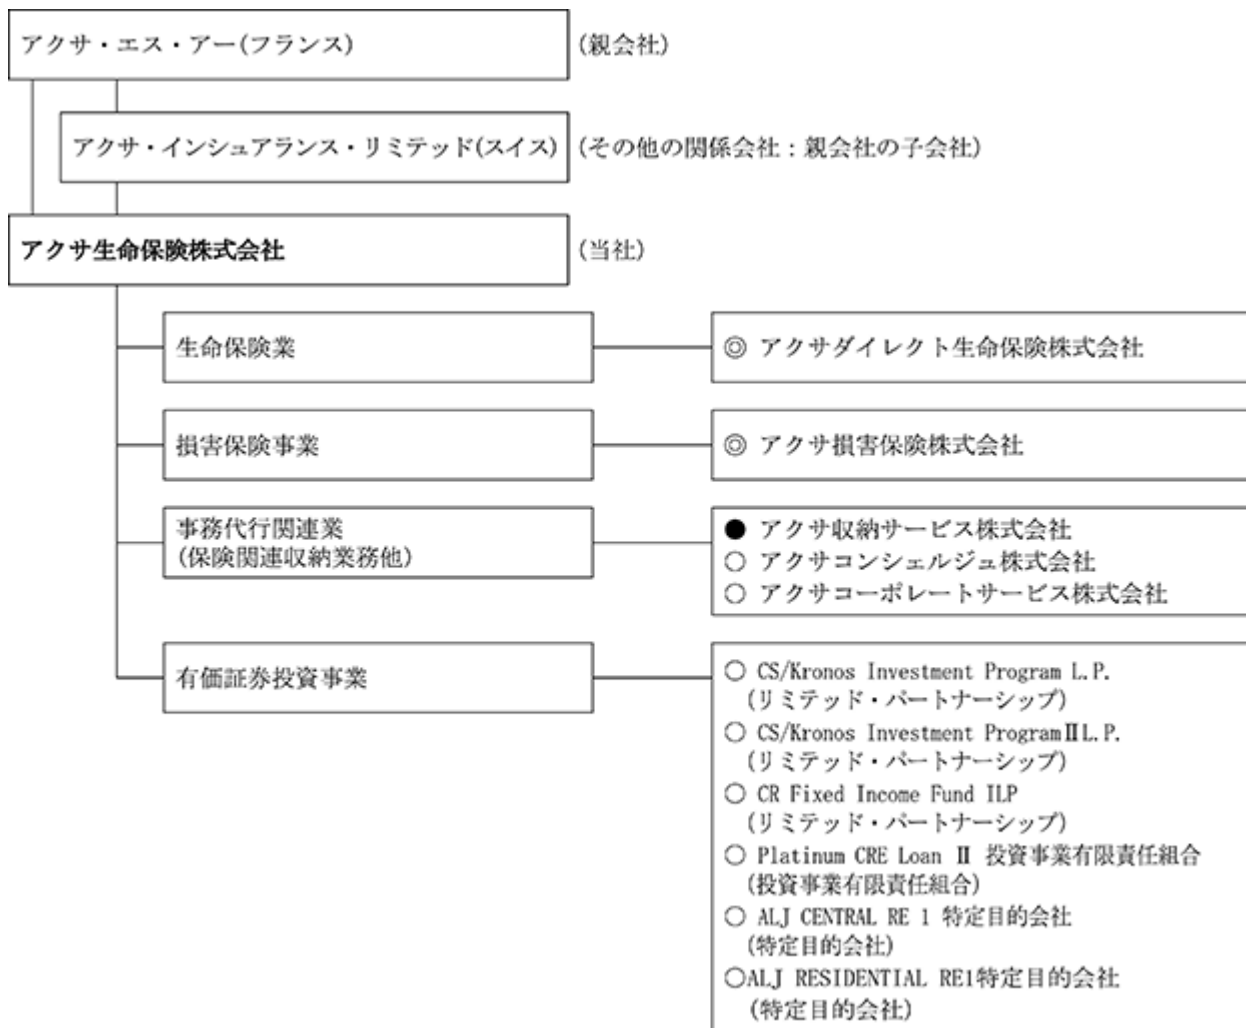 アクサ・エス・アー(フランス) (親会社)
アクサ・インシュアランス・リミテッド(スイス) (その他の関係会社：親会社の子会社)
アクサ生命保険株式会社 (当社)
生命保険業 ◎ アクサダイレクト生命保険株式会社
損害保険事業 ◎ アクサ損害保険株式会社
事務代行関連業
(保険関連収納業務他)
● アクサ収納サービス株式会社
○ アクサコンシェルジュ株式会社
○ アクサコーポレートサービス株式会社
有価証券投資事業
○ CS/Kronos Investment Program L.P.
(リミテッド・パートナーシップ)
○ CS/Kronos Investment ProgramⅡL.P.
(リミテッド・パートナーシップ)
○ CR Fixed Income Fund ILP
(リミテッド・パートナーシップ)
○ Platinum CRE Loan Ⅱ 投資事業有限責任組合
(投資事業有限責任組合)
○ ALJ CENTRAL RE 1 特定目的会社
(特定目的会社)
○ALJ RESIDENTIAL RE1特定目的会社
(特定目的会社)